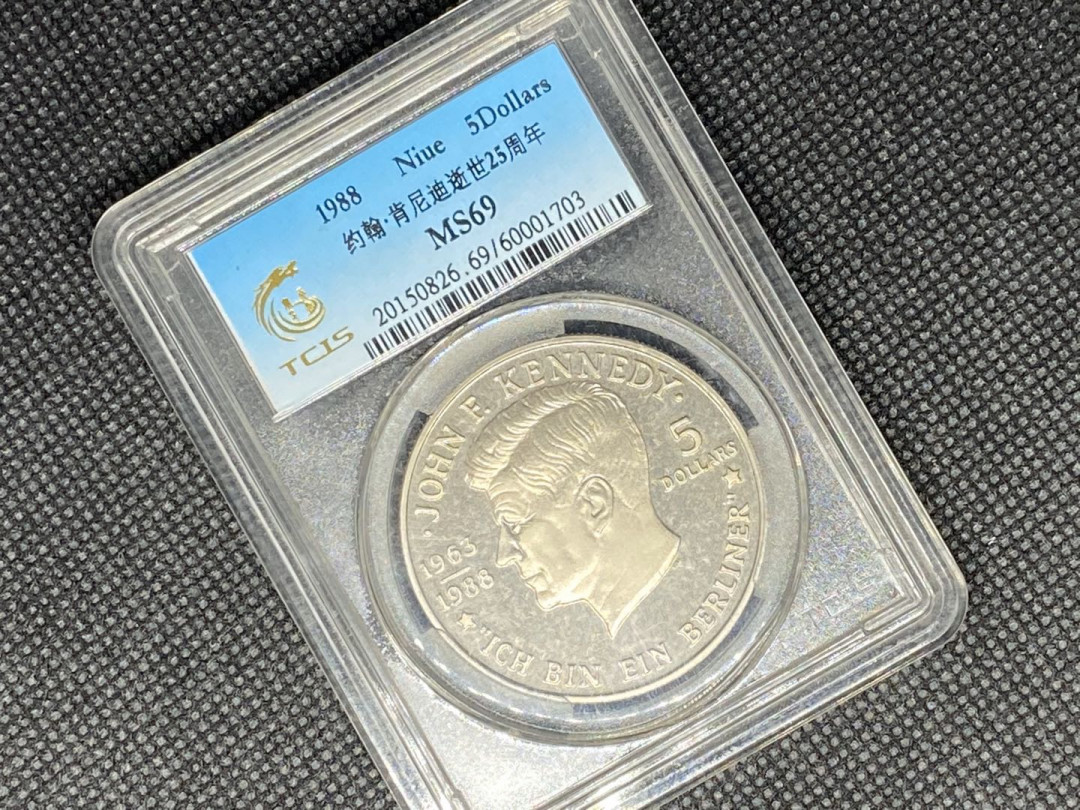 1988 Niue 5Dollars
约翰·肯尼迪逝世25周年
MS69
20150826.69/60001703
TCIS
·JOHN F. KENNEDY·
5
DOLLARS
1963
1988
★"ICH BIN EIN BERLINER"★